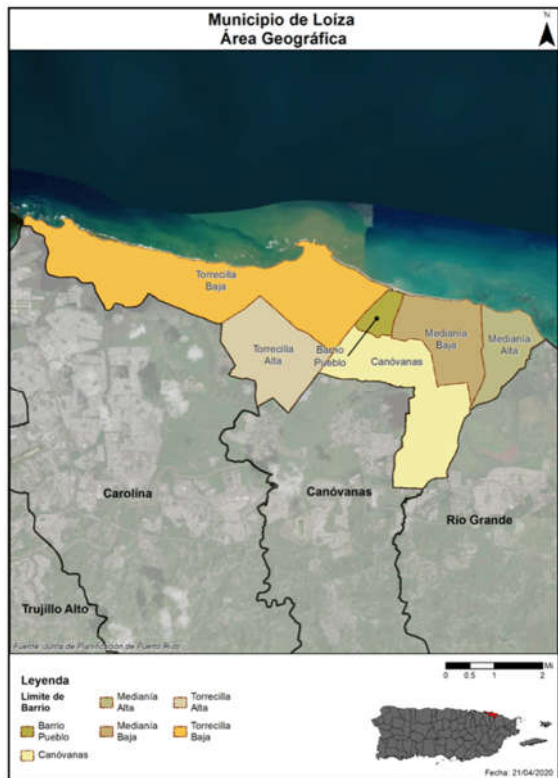 Municipio de Loíza
Área Geográfica
N
Torrecilla
Baja
Torrecilla
Alta
Barrio
Pueblo
Canóvanas
Medianía
Baja
Medianía
Alta
Carolina
Canóvanas
Río Grande
Trujillo Alto
Fuente: Junta de Planificación de Puerto Rico
Leyenda
Límite de
Barrio
Barrio
Pueblo
Canóvanas
Medianía
Alta
Medianía
Baja
Torrecilla
Alta
Torrecilla
Baja
0 0.5 1 2
Mi
Fecha: 21/04/2020